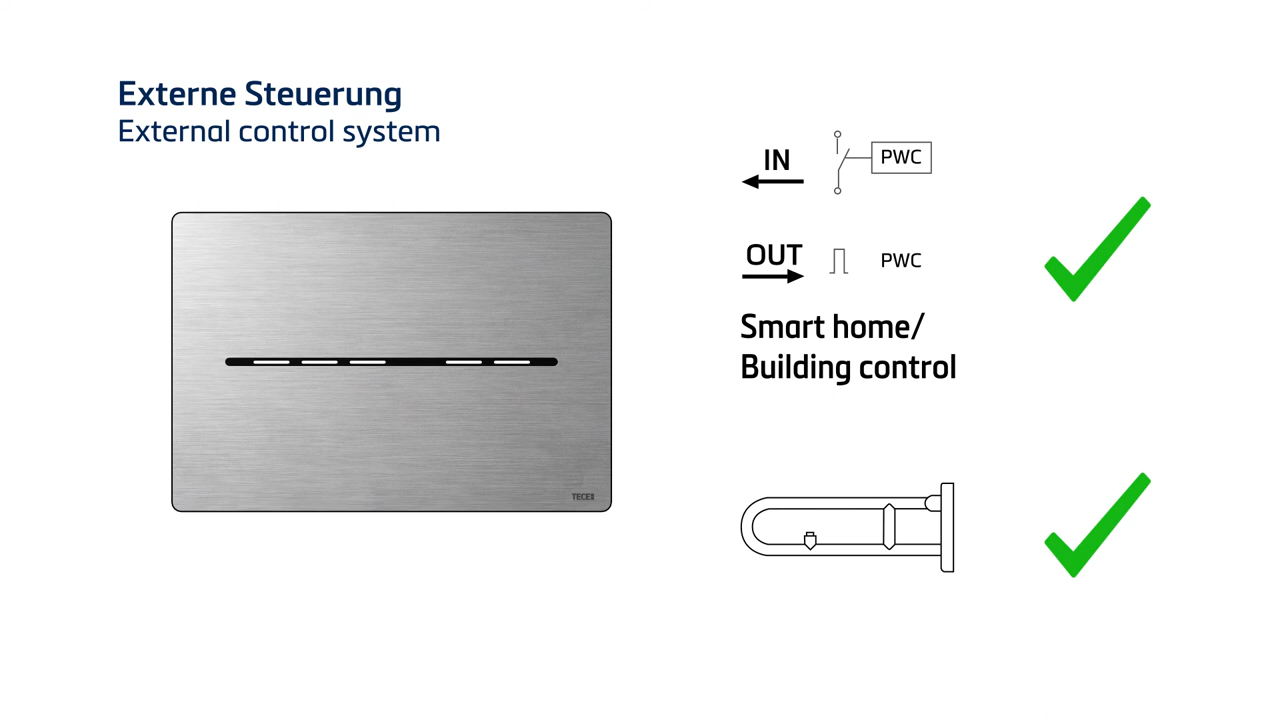 Externe Steuerung
External control system
IN
PWC
OUT
PWC
Smart home/
Building control
TECE